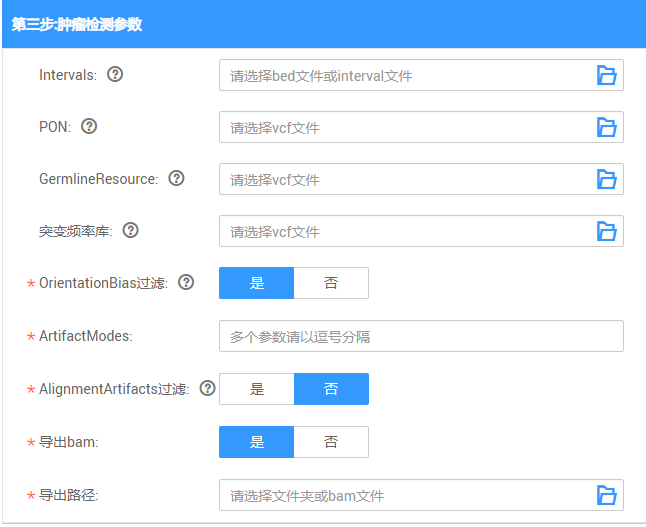 第三步:肿瘤检测参数
Intervals: ? 请选择bed文件或interval文件
PON: ? 请选择vcf文件
GermlineResource: ? 请选择vcf文件
突变频率库: ? 请选择vcf文件
* OrientationBias过滤: ? 是 否
* ArtifactModes: 多个参数请以逗号分隔
* AlignmentArtifacts过滤: ? 是 否
* 导出bam: 是 否
* 导出路径: 请选择文件夹或bam文件